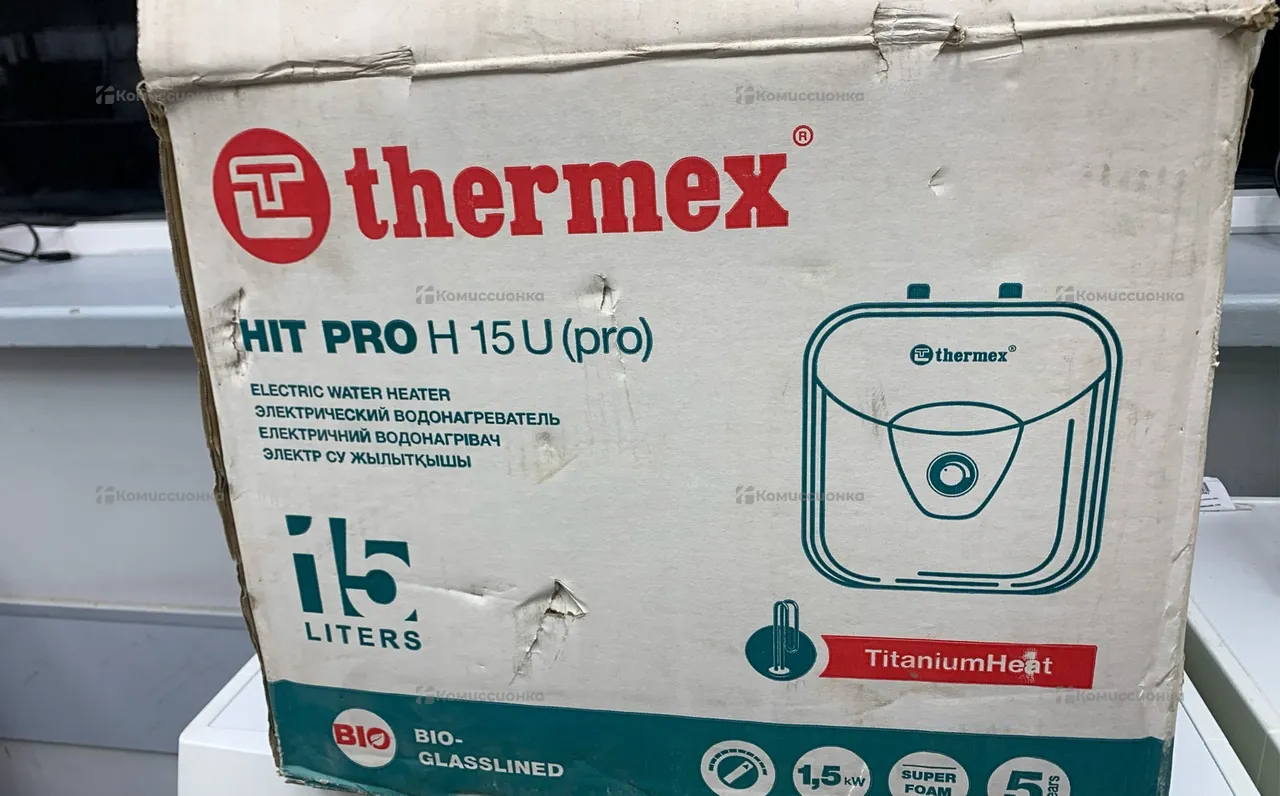 thermex®
HIT PRO H 15 U (pro)
ELECTRIC WATER HEATER
ЭЛЕКТРИЧЕСКИЙ ВОДОНАГРЕВАТЕЛЬ
ЕЛЕКТРИЧНИЙ ВОДОНАГРІВАЧ
ЭЛЕКТР СУ ЖЫЛЫТҚЫШЫ
thermex®
15
LITERS
TitaniumHeat
BIO
BIO-
GLASSLINED
1,5 kW
SUPER
FOAM
5 years
Комиссионка
Комиссионка
Комиссионка
Комиссионка
Комиссионка
Комиссионка
Комиссионка
Комиссионка